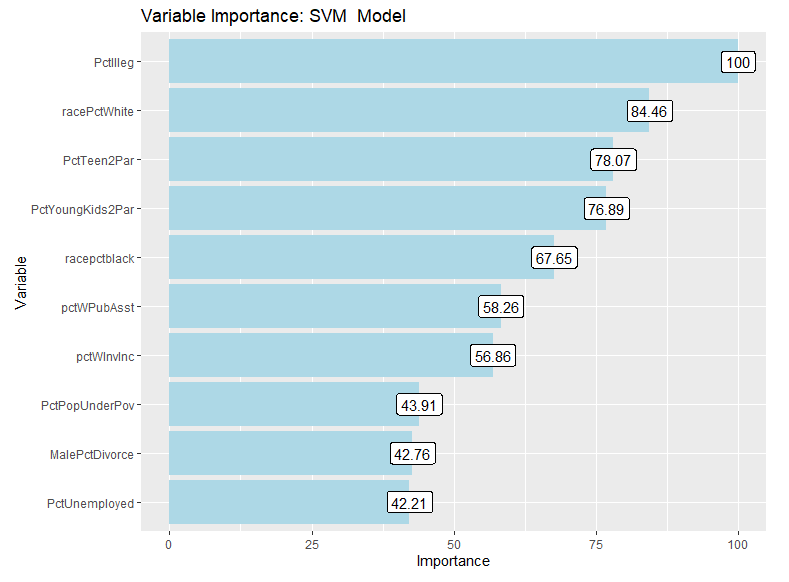 Variable Importance: SVM  Model
Variable
PctIlleg
100
racePctWhite
84.46
PctTeen2Par
78.07
PctYoungKids2Par
76.89
racepctblack
67.65
pctWPubAsst
58.26
pctWInvInc
56.86
PctPopUnderPov
43.91
MalePctDivorce
42.76
PctUnemployed
42.21
0 25 50 75 100
Importance